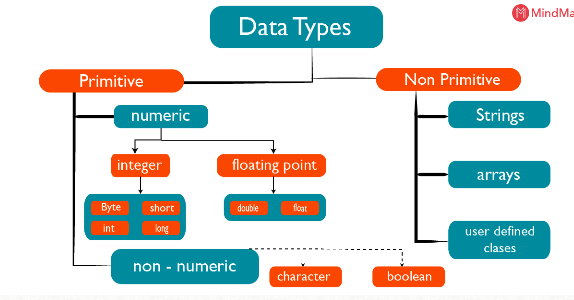 MindMa
Data Types
Primitive
Non Primitive
numeric
Strings
integer
floating point
arrays
Byte
short
double
float
int
long
user defined
clases
non - numeric
character
boolean